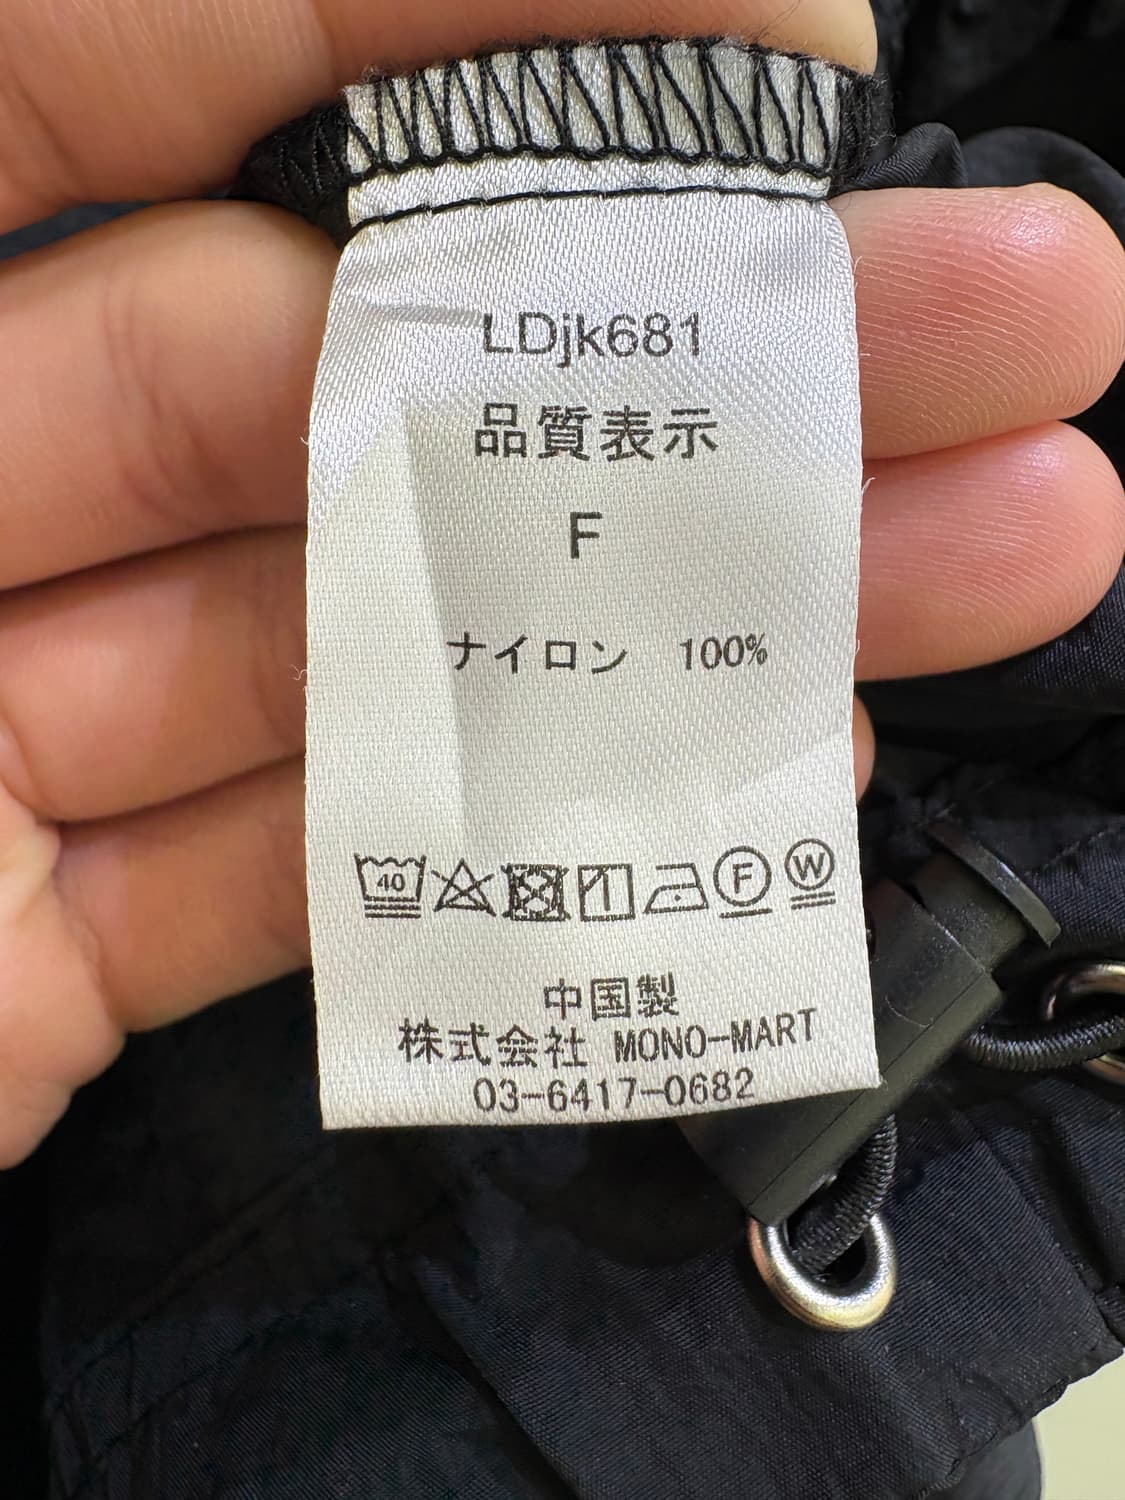 LDjk681
品質表示
F
ナイロン 100%
40 F W
中国製
株式会社 MONO-MART
03-6417-0682